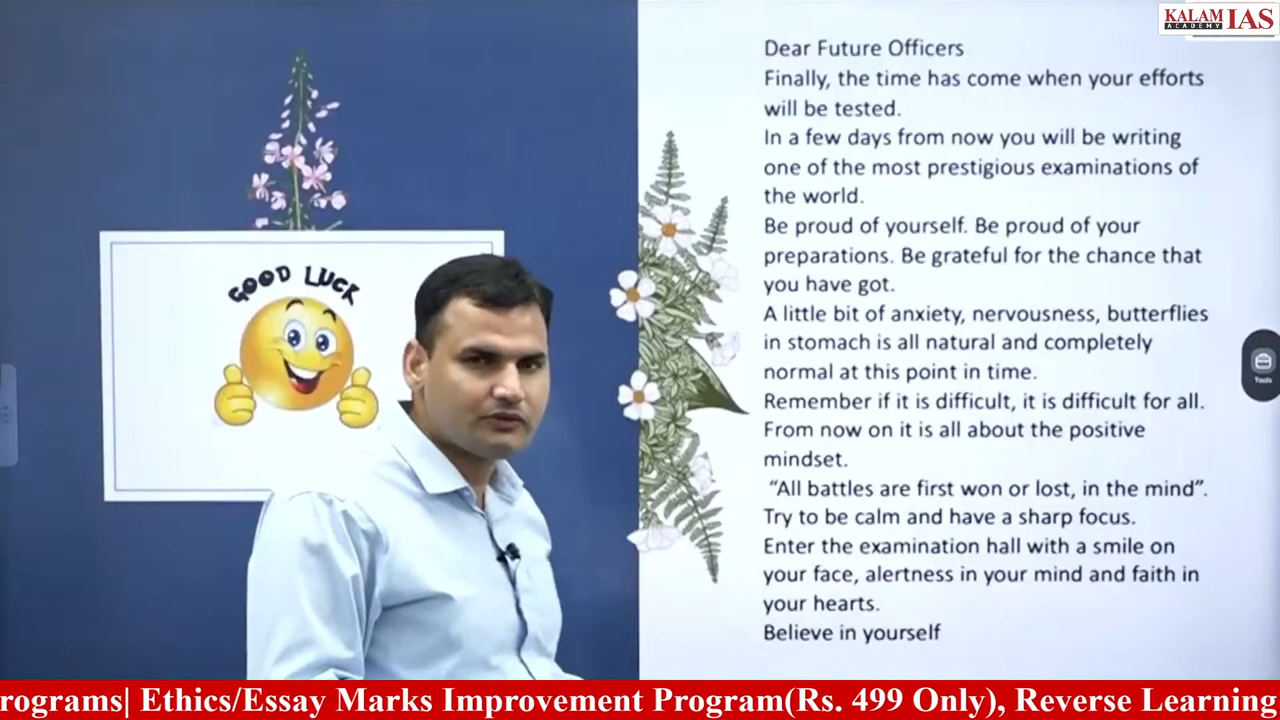 KALAM IAS
ACADEMY
Dear Future Officers
Finally, the time has come when your efforts
will be tested.
In a few days from now you will be writing
one of the most prestigious examinations of
the world.
Be proud of yourself. Be proud of your
preparations. Be grateful for the chance that
you have got.
A little bit of anxiety, nervousness, butterflies
in stomach is all natural and completely
normal at this point in time.
Remember if it is difficult, it is difficult for all.
From now on it is all about the positive
mindset.
“All battles are first won or lost, in the mind”.
Try to be calm and have a sharp focus.
Enter the examination hall with a smile on
your face, alertness in your mind and faith in
your hearts.
Believe in yourself
GOOD LUCK
Tools
rograms| Ethics/Essay Marks Improvement Program(Rs. 499 Only), Reverse Learning